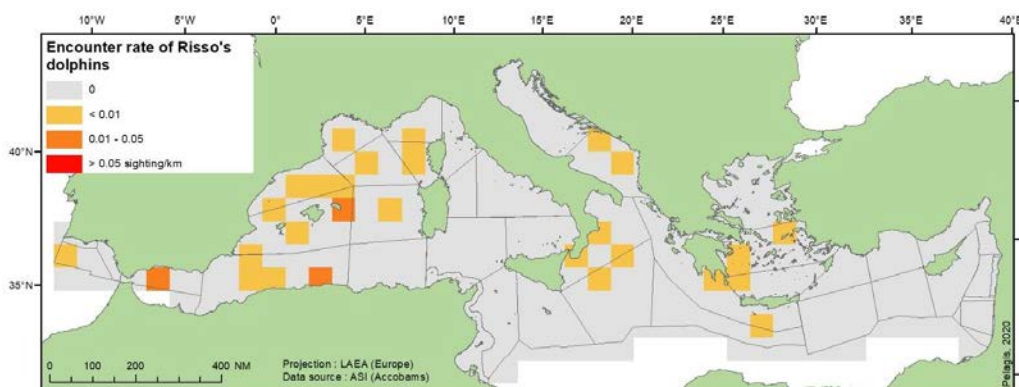 10°W 5°W 0° 5°E 10°E 15°E 20°E 25°E 30°E 35°E 40°E
Encounter rate of Risso's
dolphins
0
< 0.01
0.01 - 0.05
> 0.05 sighting/km
40°N
35°N
0 100 200 400 NM
Projection : LAEA (Europe)
Data source : ASI (Accobams)
Pelagis, 2020